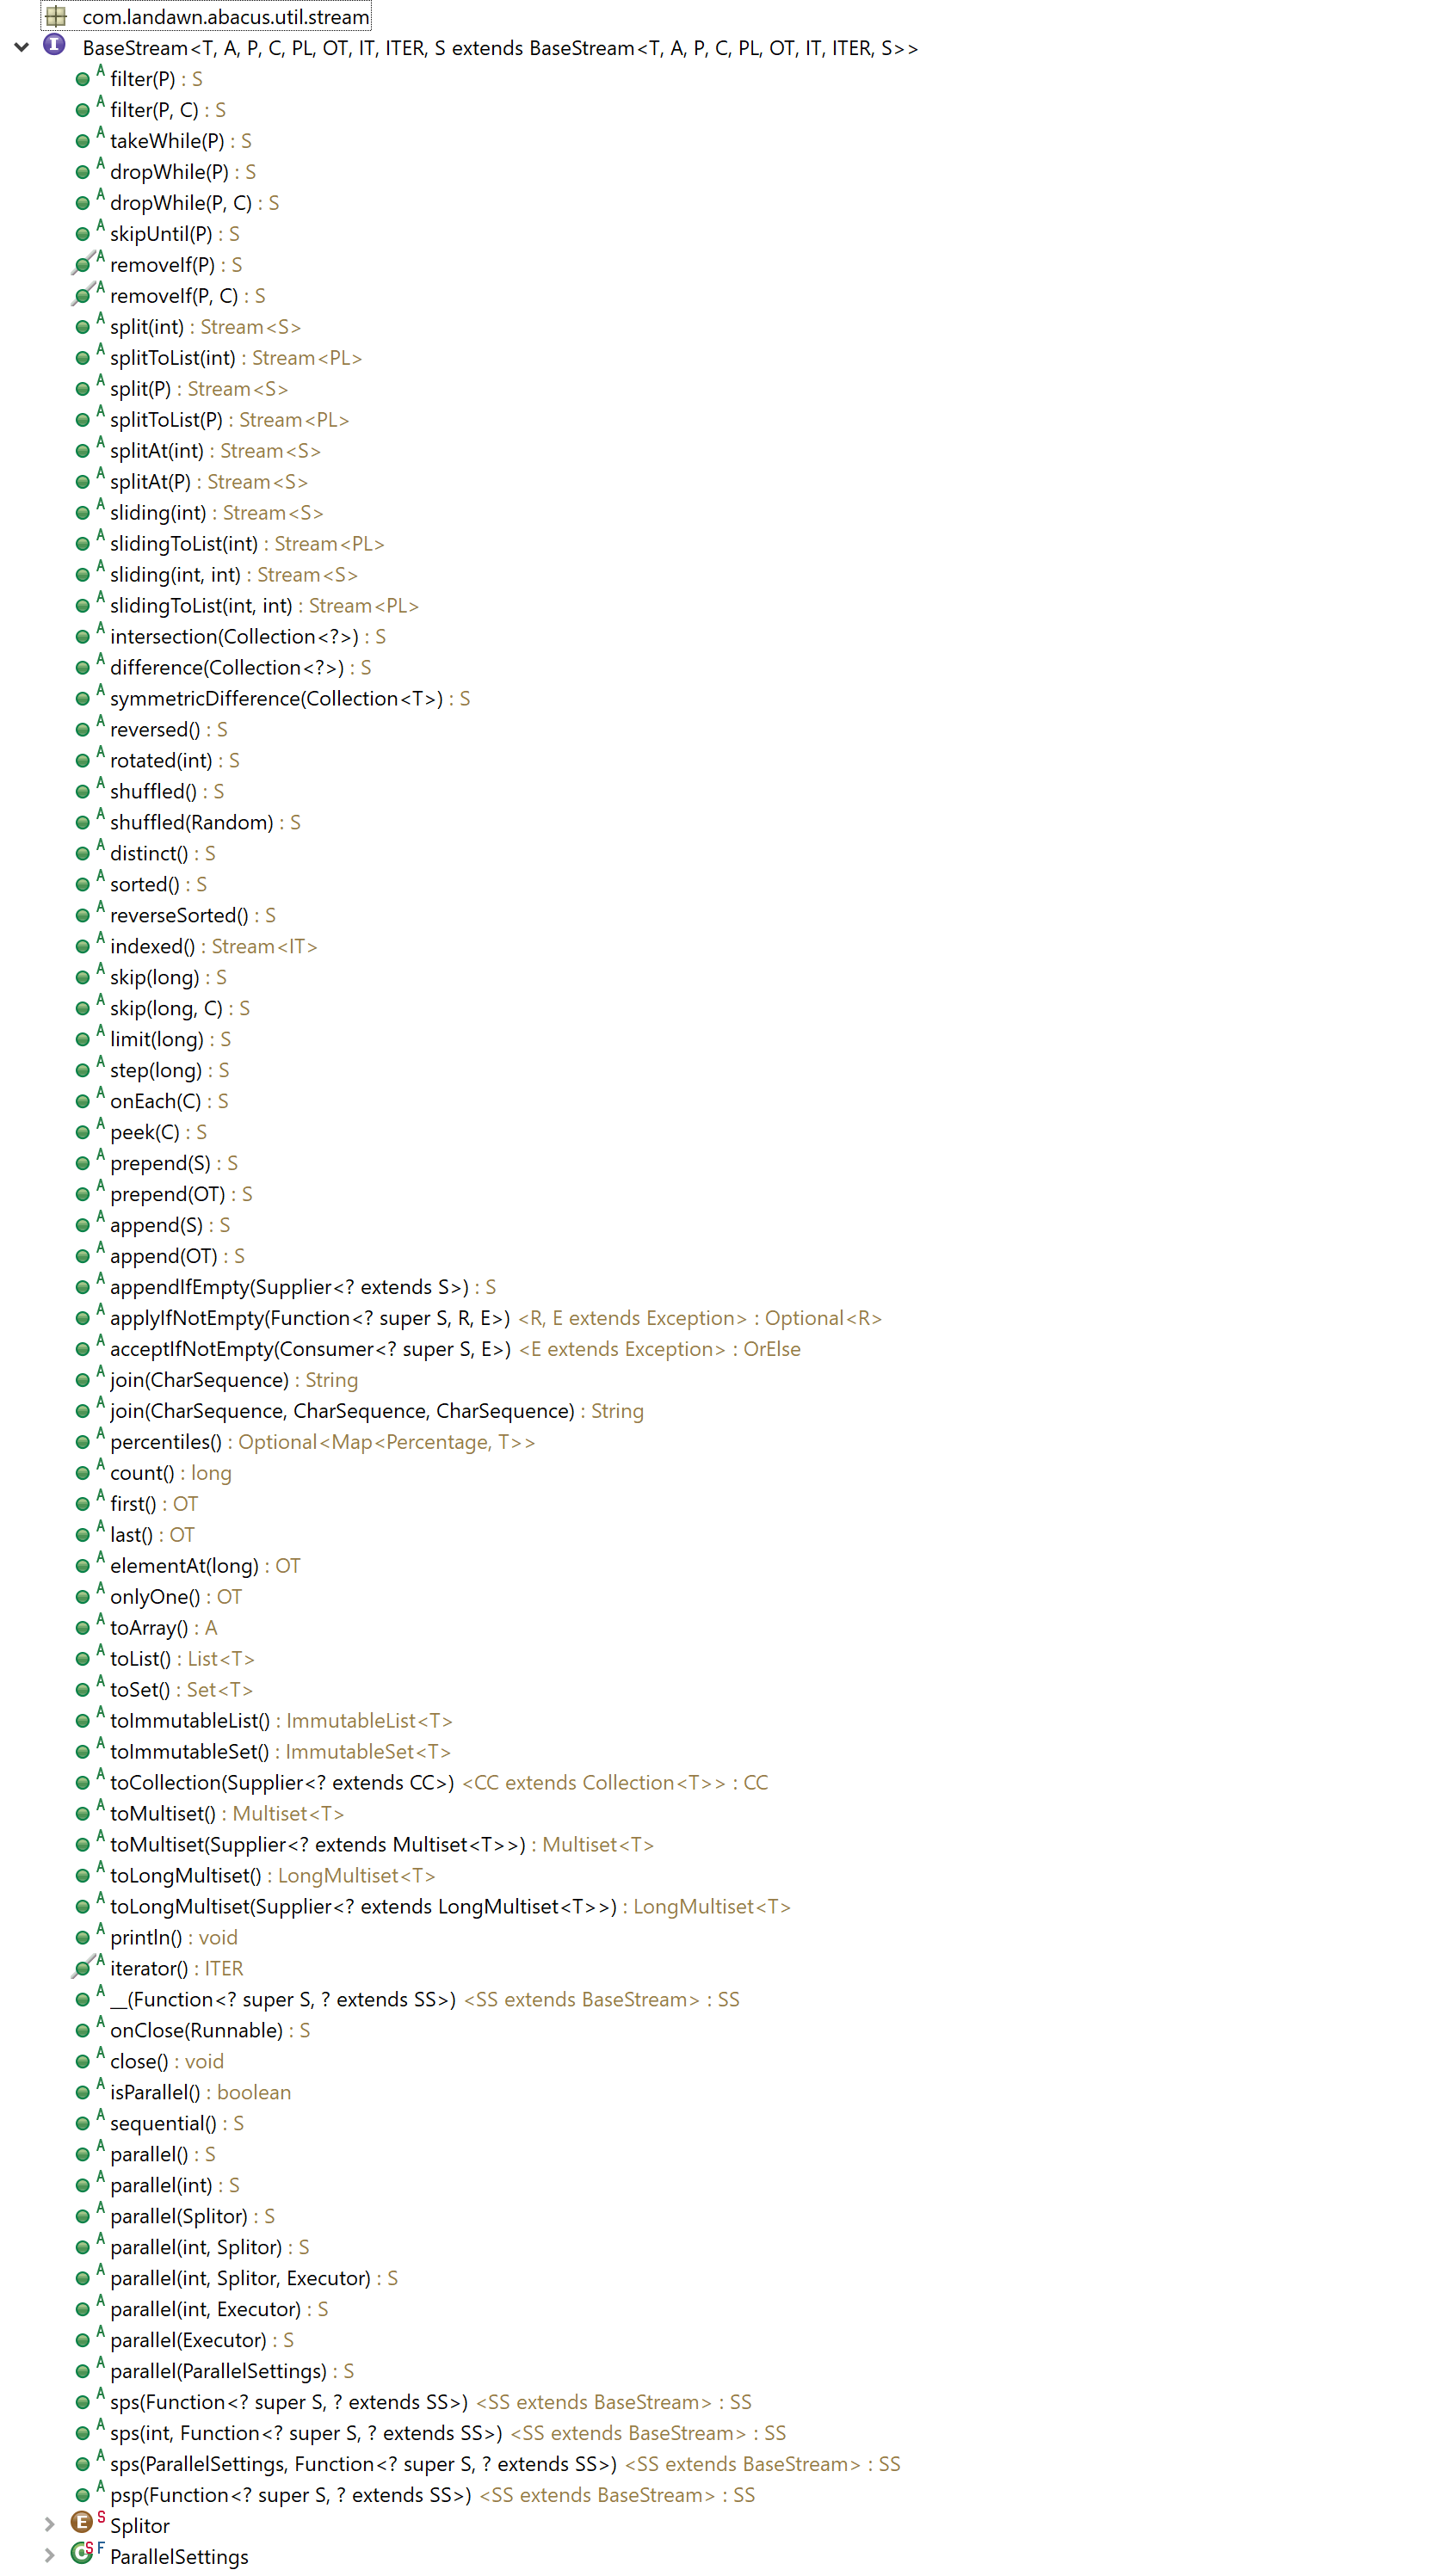 com.landawn.abacus.util.stream
BaseStream<T, A, P, C, PL, OT, IT, ITER, S extends BaseStream<T, A, P, C, PL, OT, IT, ITER, S>>
filter(P) : S
filter(P, C) : S
takeWhile(P) : S
dropWhile(P) : S
dropWhile(P, C) : S
skipUntil(P) : S
removeIf(P) : S
removeIf(P, C) : S
split(int) : Stream<S>
splitToList(int) : Stream<PL>
split(P) : Stream<S>
splitToList(P) : Stream<PL>
splitAt(int) : Stream<S>
splitAt(P) : Stream<S>
sliding(int) : Stream<S>
slidingToList(int) : Stream<PL>
sliding(int, int) : Stream<S>
slidingToList(int, int) : Stream<PL>
intersection(Collection<?>) : S
difference(Collection<?>) : S
symmetricDifference(Collection<T>) : S
reversed() : S
rotated(int) : S
shuffled() : S
shuffled(Random) : S
distinct() : S
sorted() : S
reverseSorted() : S
indexed() : Stream<IT>
skip(long) : S
skip(long, C) : S
limit(long) : S
step(long) : S
onEach(C) : S
peek(C) : S
prepend(S) : S
prepend(OT) : S
append(S) : S
append(OT) : S
appendIfEmpty(Supplier<? extends S>) : S
applyIfNotEmpty(Function<? super S, R, E>) <R, E extends Exception> : Optional<R>
acceptIfNotEmpty(Consumer<? super S, E>) <E extends Exception> : OrElse
join(CharSequence) : String
join(CharSequence, CharSequence, CharSequence) : String
percentiles() : Optional<Map<Percentage, T>>
count() : long
first() : OT
last() : OT
elementAt(long) : OT
onlyOne() : OT
toArray() : A
toList() : List<T>
toSet() : Set<T>
toImmutableList() : ImmutableList<T>
toImmutableSet() : ImmutableSet<T>
toCollection(Supplier<? extends CC>) <CC extends Collection<T>> : CC
toMultiset() : Multiset<T>
toMultiset(Supplier<? extends Multiset<T>>) : Multiset<T>
toLongMultiset() : LongMultiset<T>
toLongMultiset(Supplier<? extends LongMultiset<T>>) : LongMultiset<T>
println() : void
iterator() : ITER
__(Function<? super S, ? extends SS>) <SS extends BaseStream> : SS
onClose(Runnable) : S
close() : void
isParallel() : boolean
sequential() : S
parallel() : S
parallel(int) : S
parallel(Splitor) : S
parallel(int, Splitor) : S
parallel(int, Splitor, Executor) : S
parallel(int, Executor) : S
parallel(Executor) : S
parallel(ParallelSettings) : S
sps(Function<? super S, ? extends SS>) <SS extends BaseStream> : SS
sps(int, Function<? super S, ? extends SS>) <SS extends BaseStream> : SS
sps(ParallelSettings, Function<? super S, ? extends SS>) <SS extends BaseStream> : SS
psp(Function<? super S, ? extends SS>) <SS extends BaseStream> : SS
Splitor
ParallelSettings